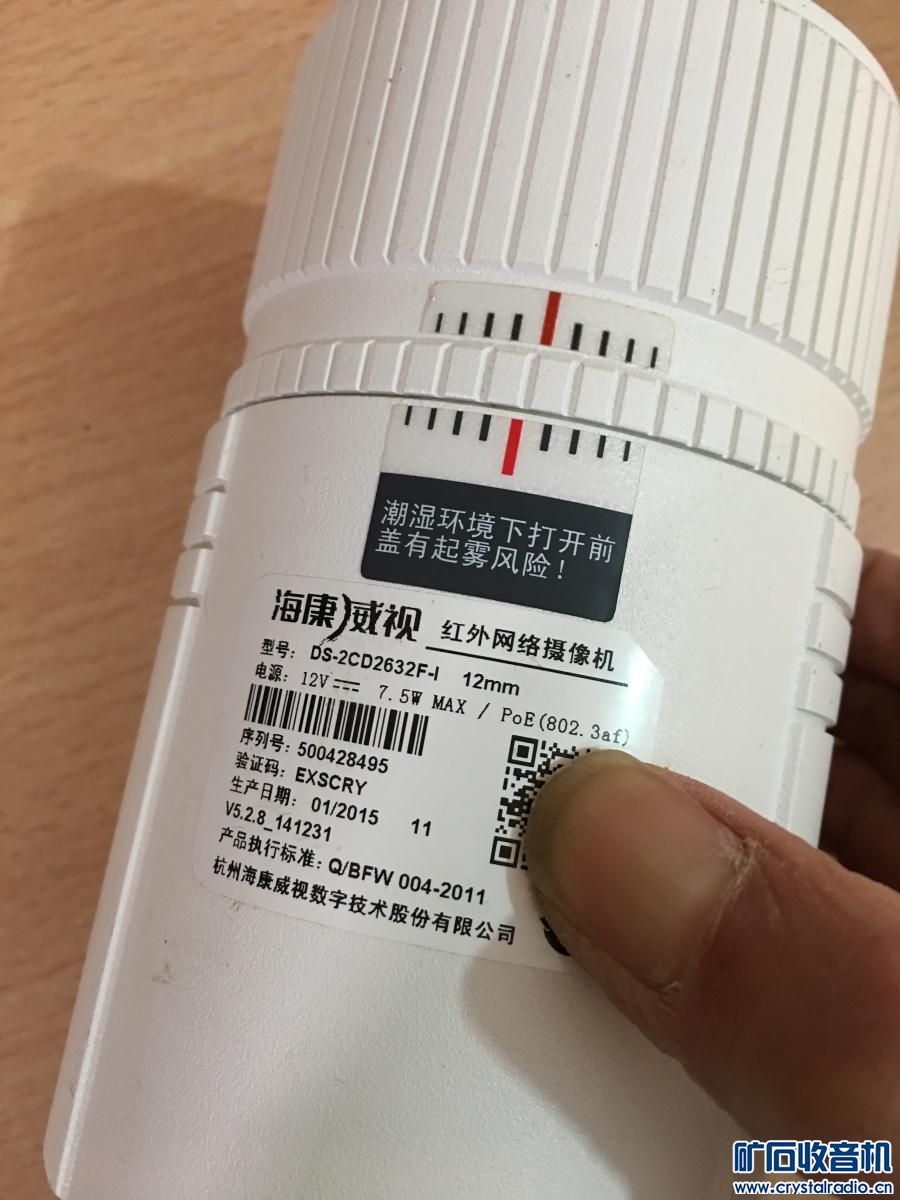 潮湿环境下打开前
盖有起雾风险!
海康威视 红外网络摄像机
型号: DS-2CD2632F-I 12mm
电源: 12V⎓ 7.5W MAX / PoE(802.3af)
序列号: 500428495
验证码: EXSCRY
生产日期: 01/2015 11
V5.2.8_141231
产品执行标准: Q/BFW 004-2011
杭州海康威视数字技术股份有限公司
矿石收音机
www.crystalradio.cn